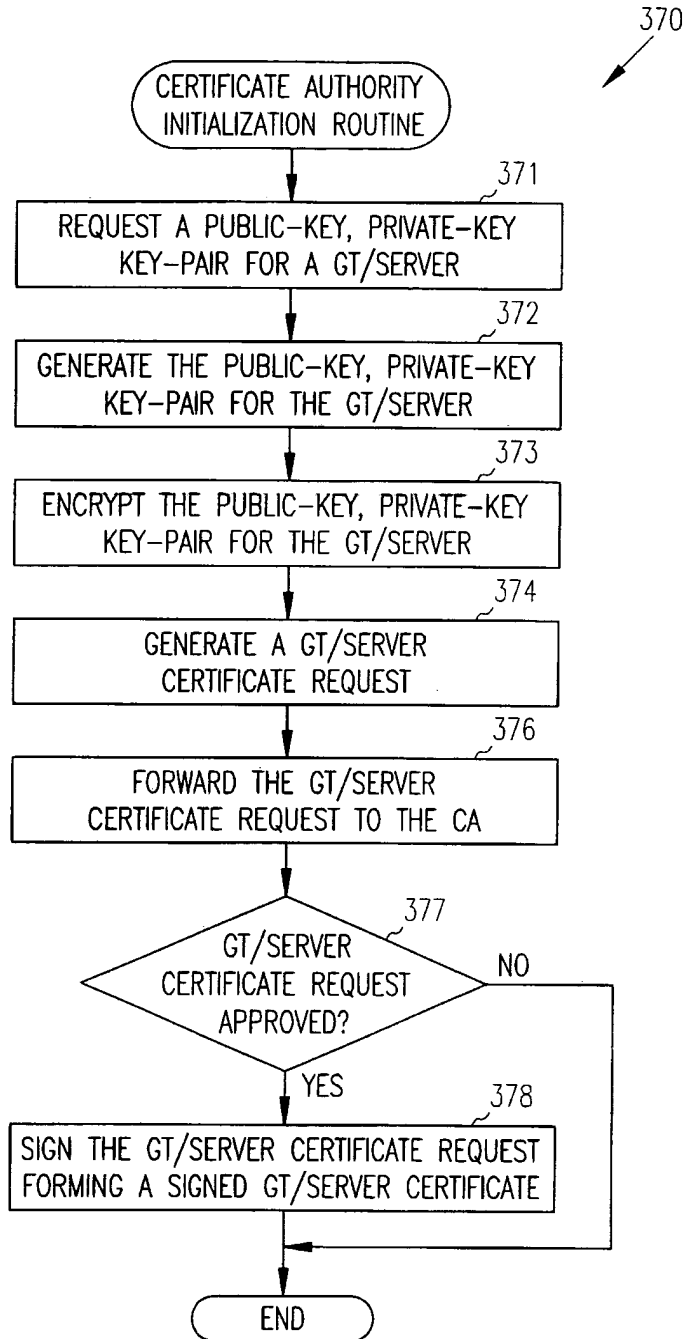 370
CERTIFICATE AUTHORITY
INITIALIZATION ROUTINE
371
REQUEST A PUBLIC-KEY, PRIVATE-KEY
KEY-PAIR FOR A GT/SERVER
372
GENERATE THE PUBLIC-KEY, PRIVATE-KEY
KEY-PAIR FOR THE GT/SERVER
373
ENCRYPT THE PUBLIC-KEY, PRIVATE-KEY
KEY-PAIR FOR THE GT/SERVER
374
GENERATE A GT/SERVER
CERTIFICATE REQUEST
376
FORWARD THE GT/SERVER
CERTIFICATE REQUEST TO THE CA
377
GT/SERVER
CERTIFICATE REQUEST
APPROVED?
NO
YES
378
SIGN THE GT/SERVER CERTIFICATE REQUEST
FORMING A SIGNED GT/SERVER CERTIFICATE
END